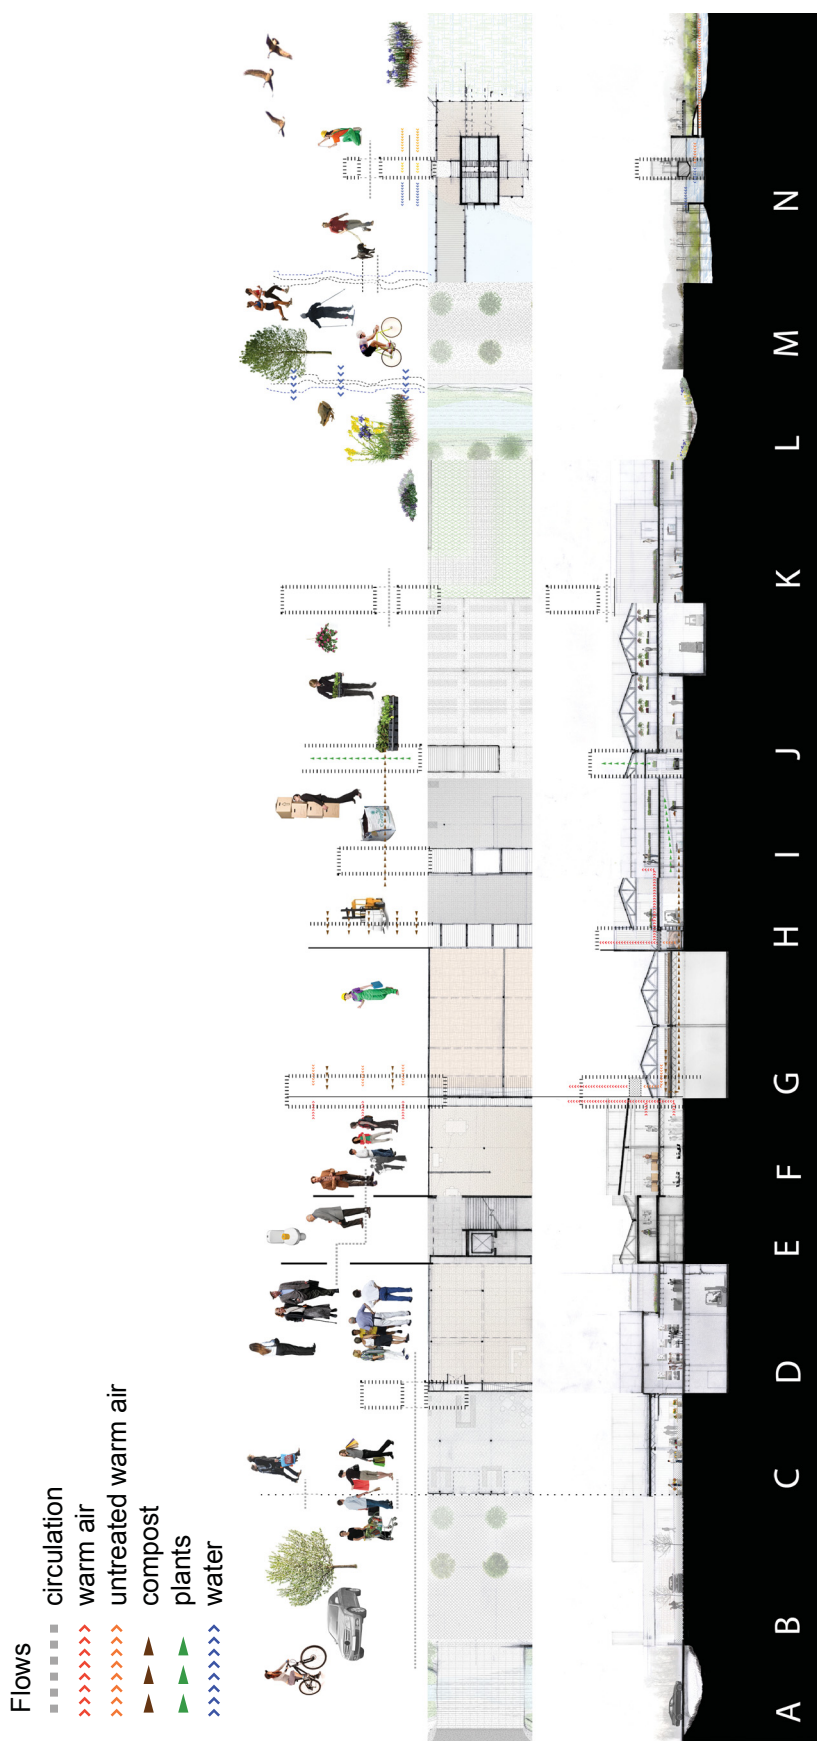 Flows
circulation
warm air
untreated warm air
compost
plants
water
A B C D E F G H I J K L M N